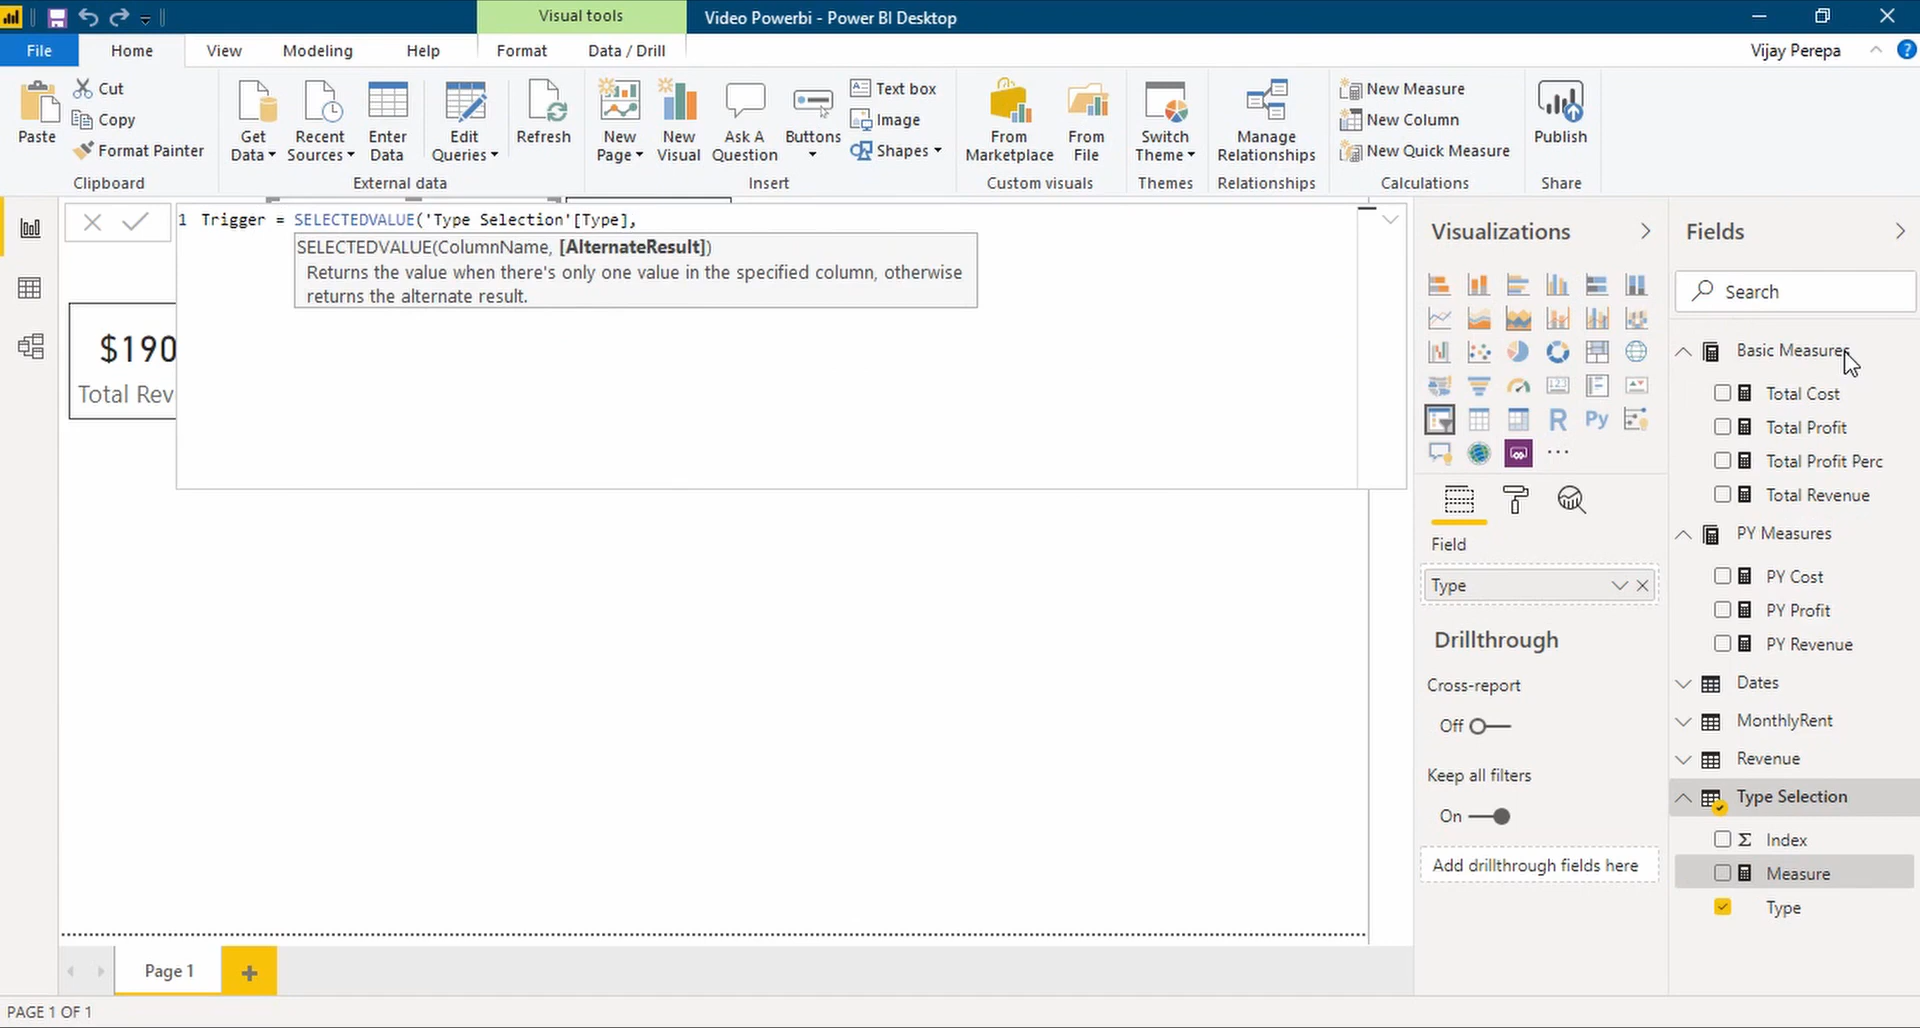 Visual tools
Video Powerbi - Power BI Desktop
File
Home
View
Modeling
Help
Format
Data / Drill
Vijay Perepa
?
Paste
Cut
Copy
Format Painter
Clipboard
Get Data
Recent Sources
Enter Data
Edit Queries
Refresh
External data
New Page
New Visual
Ask A Question
Buttons
Text box
Image
Shapes
Insert
From Marketplace
From File
Custom visuals
Switch Theme
Themes
Manage Relationships
Relationships
New Measure
New Column
New Quick Measure
Calculations
Publish
Share
1 Trigger = SELECTEDVALUE('Type Selection'[Type],
SELECTEDVALUE(ColumnName, [AlternateResult])
Returns the value when there's only one value in the specified column, otherwise
returns the alternate result.
$190
Total Rev
Visualizations
123
R
Py
Field
Type
Drillthrough
Cross-report
Off
Keep all filters
On
Add drillthrough fields here
Fields
Search
Basic Measures
Total Cost
Total Profit
Total Profit Perc
Total Revenue
PY Measures
PY Cost
PY Profit
PY Revenue
Dates
MonthlyRent
Revenue
Type Selection
Σ Index
Measure
Type
Page 1
+
PAGE 1 OF 1